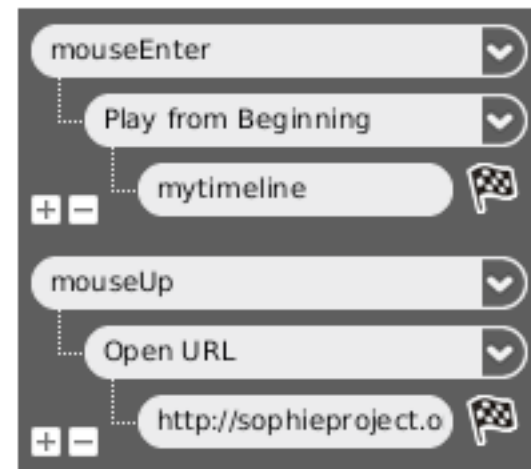 mouseEnter
Play from Beginning
mytimeline
mouseUp
Open URL
http://sophieproject.o